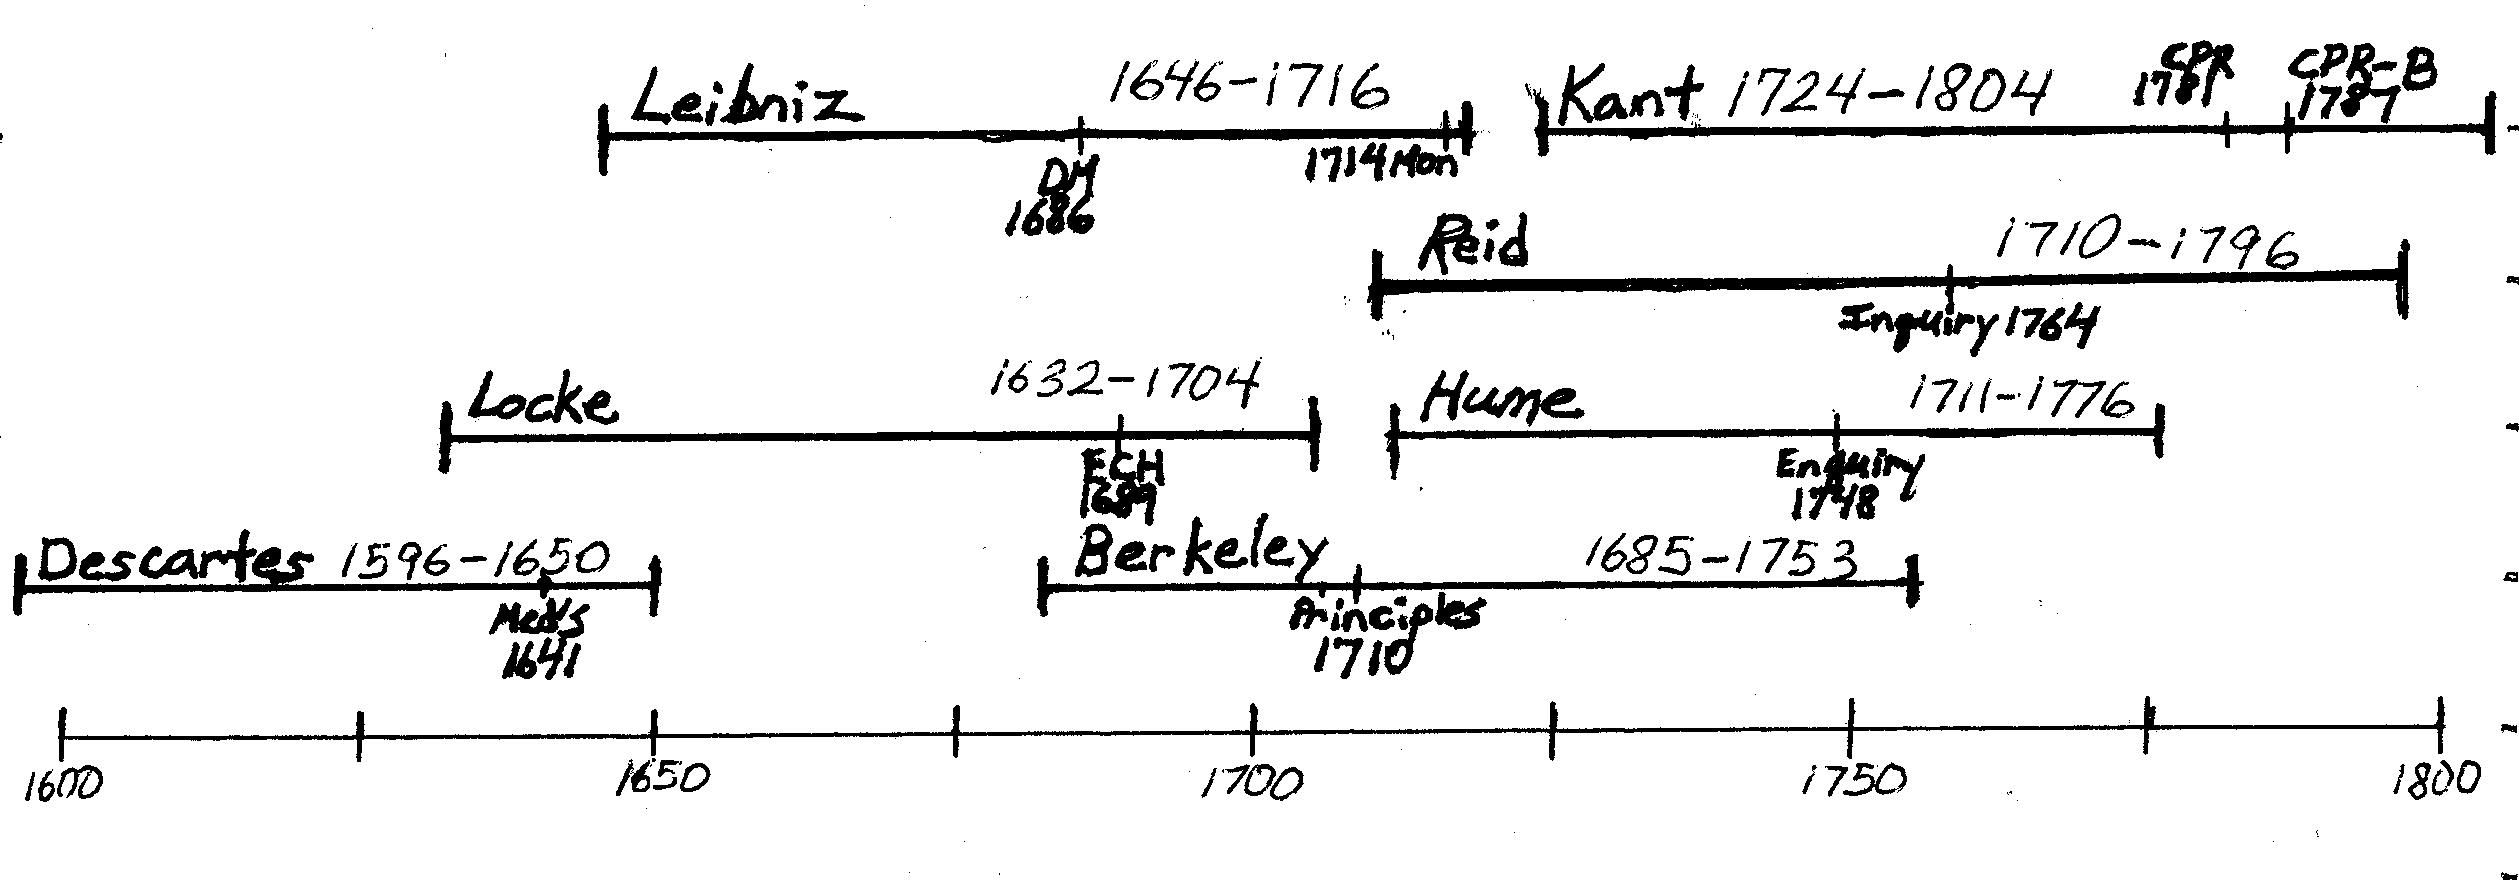 Leibniz 1646-1716
DM
1686
1714 Mon
Kant 1724-1804
CPR
1781
CPR-B
1787
Reid 1710-1796
Inquiry 1764
Locke 1632-1704
ECH
1689
Hume 1711-1776
Enquiry
1748
Descartes 1596-1650
Meds
1641
Berkeley 1685-1753
Principles
1710
1600 1650 1700 1750 1800